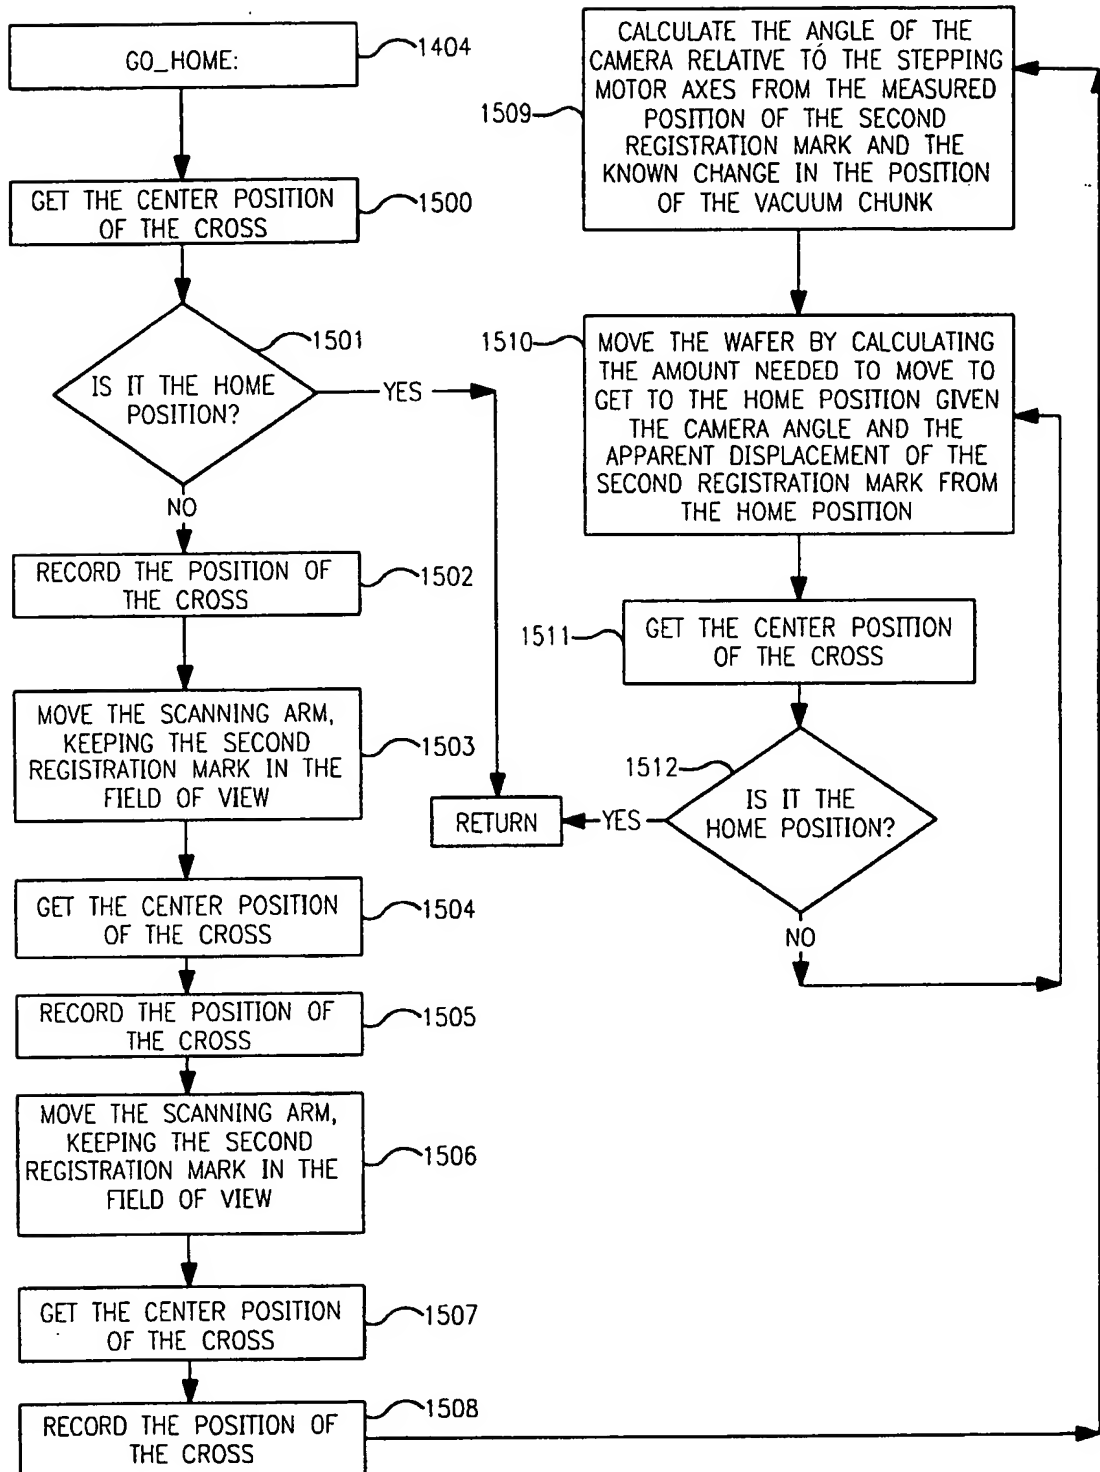 GO_HOME:
1404
GET THE CENTER POSITION
OF THE CROSS
1500
IS IT THE HOME
POSITION?
1501
YES
NO
RECORD THE POSITION OF
THE CROSS
1502
MOVE THE SCANNING ARM,
KEEPING THE SECOND
REGISTRATION MARK IN THE
FIELD OF VIEW
1503
GET THE CENTER POSITION
OF THE CROSS
1504
RECORD THE POSITION OF
THE CROSS
1505
MOVE THE SCANNING ARM,
KEEPING THE SECOND
REGISTRATION MARK IN THE
FIELD OF VIEW
1506
GET THE CENTER POSITION
OF THE CROSS
1507
RECORD THE POSITION OF
THE CROSS
1508
CALCULATE THE ANGLE OF THE
CAMERA RELATIVE TO THE STEPPING
MOTOR AXES FROM THE MEASURED
POSITION OF THE SECOND
REGISTRATION MARK AND THE
KNOWN CHANGE IN THE POSITION
OF THE VACUUM CHUNK
1509
1510
MOVE THE WAFER BY CALCULATING
THE AMOUNT NEEDED TO MOVE TO
GET TO THE HOME POSITION GIVEN
THE CAMERA ANGLE AND THE
APPARENT DISPLACEMENT OF THE
SECOND REGISTRATION MARK FROM
THE HOME POSITION
1511
GET THE CENTER POSITION
OF THE CROSS
1512
IS IT THE
HOME POSITION?
YES
RETURN
NO